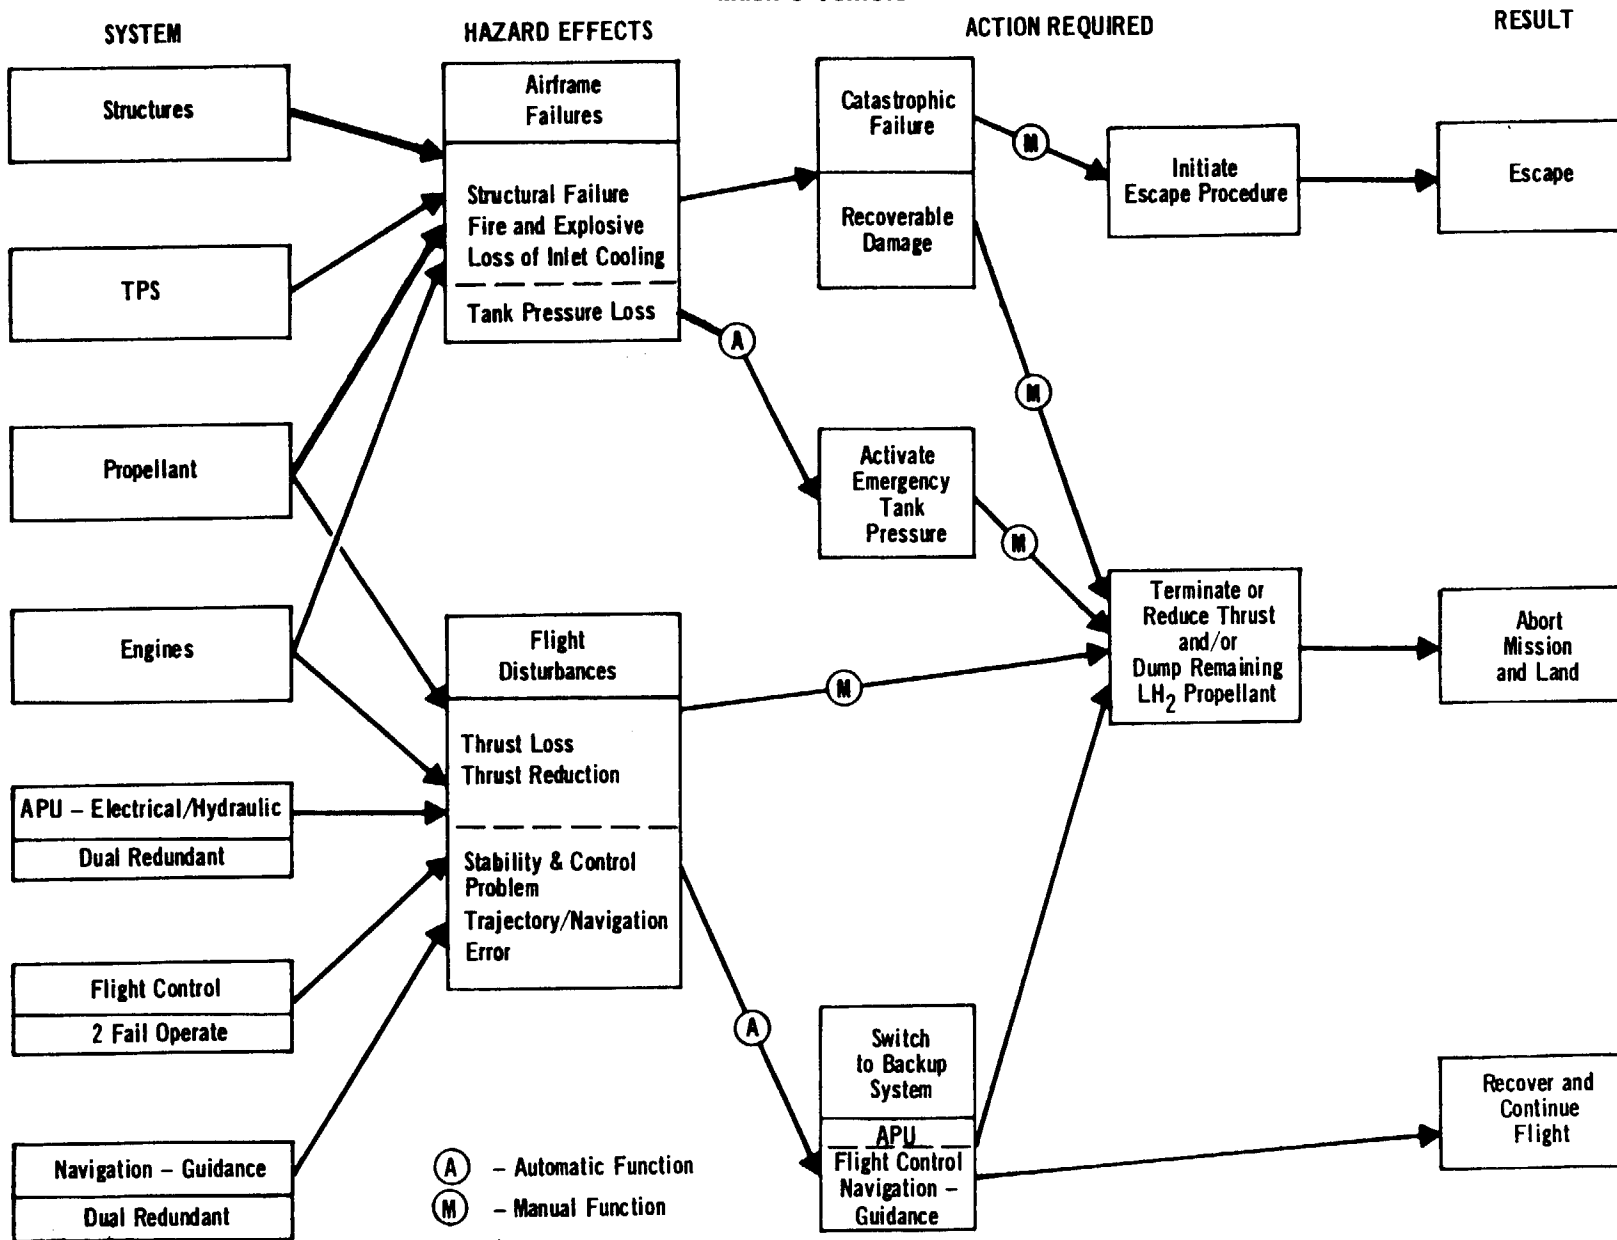 SYSTEM
HAZARD EFFECTS
ACTION REQUIRED
RESULT
Structures
TPS
Propellant
Engines
APU – Electrical/Hydraulic
Dual Redundant
Flight Control
2 Fail Operate
Navigation – Guidance
Dual Redundant
Airframe
Failures
Structural Failure
Fire and Explosive
Loss of Inlet Cooling
Tank Pressure Loss
Flight
Disturbances
Thrust Loss
Thrust Reduction
Stability & Control
Problem
Trajectory/Navigation
Error
A – Automatic Function
M – Manual Function
A
M
A
Catastrophic
Failure
Recoverable
Damage
Activate
Emergency
Tank
Pressure
Switch
to Backup
System
APU
Flight Control
Navigation –
Guidance
M
M
M
Initiate
Escape Procedure
Terminate or
Reduce Thrust
and/or
Dump Remaining
LH2 Propellant
Escape
Abort
Mission
and Land
Recover and
Continue
Flight